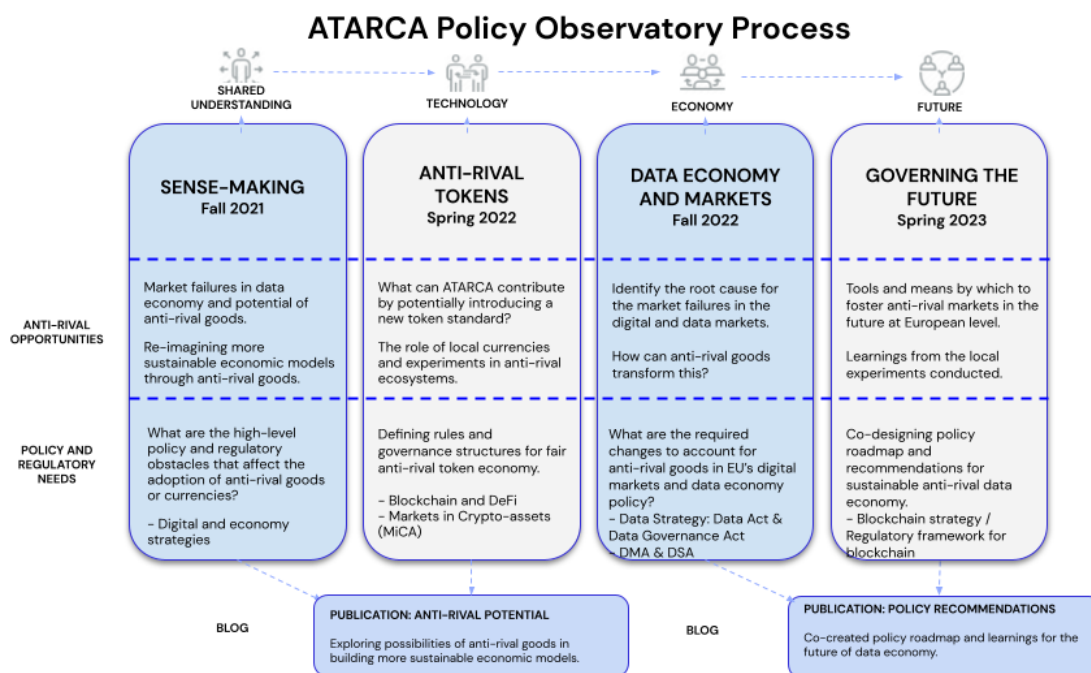 ATARCA Policy Observatory Process
SHARED
UNDERSTANDING
TECHNOLOGY
ECONOMY
FUTURE
SENSE-MAKING
Fall 2021
ANTI-RIVAL
TOKENS
Spring 2022
DATA ECONOMY
AND MARKETS
Fall 2022
GOVERNING THE
FUTURE
Spring 2023
ANTI-RIVAL
OPPORTUNITIES
Market failures in data
economy and potential of
anti-rival goods.
Re-imagining more
sustainable economic models
through anti-rival goods.
What can ATARCA contribute
by potentially introducing a
new token standard?
The role of local currencies
and experiments in anti-rival
ecosystems.
Identify the root cause for
the market failures in the
digital and data markets.
How can anti-rival goods
transform this?
Tools and means by which to
foster anti-rival markets in the
future at European level.
Learnings from the local
experiments conducted.
POLICY AND
REGULATORY
NEEDS
What are the high-level
policy and regulatory
obstacles that affect the
adoption of anti-rival goods
or currencies?
- Digital and economy
strategies
Defining rules and
governance structures for fair
anti-rival token economy.
- Blockchain and DeFi
- Markets in Crypto-assets
(MiCA)
What are the required
changes to account for
anti-rival goods in EU's digital
markets and data economy
policy?
- Data Strategy: Data Act &
Data Governance Act
- DMA & DSA
Co-designing policy
roadmap and
recommendations for
sustainable anti-rival data
economy.
- Blockchain strategy /
Regulatory framework for
blockchain
BLOG
PUBLICATION: ANTI-RIVAL POTENTIAL
Exploring possibilities of anti-rival goods in
building more sustainable economic models.
BLOG
PUBLICATION: POLICY RECOMMENDATIONS
Co-created policy roadmap and learnings for the
future of data economy.